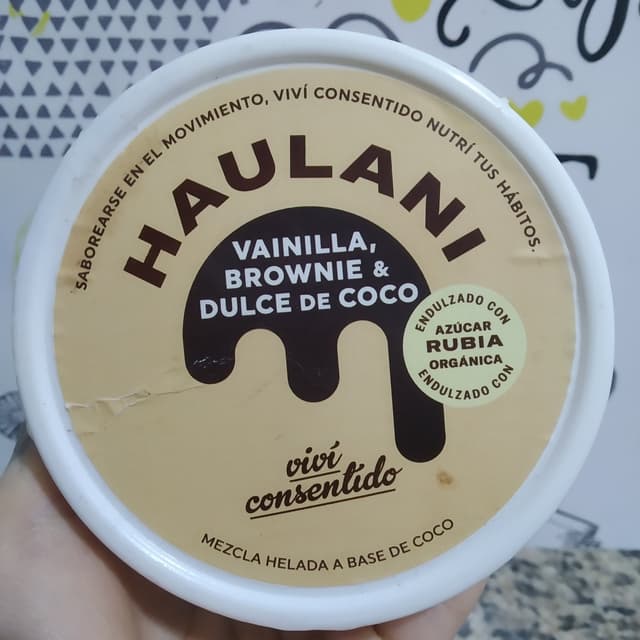 SABOREARSE EN EL MOVIMIENTO, VIVÍ CONSENTIDO NUTRÍ TUS HÁBITOS.
HAULANI
VAINILLA,
BROWNIE &
DULCE DE COCO
ENDULZADO CON
AZÚCAR
RUBIA
ORGÁNICA
ENDULZADO CON
viví
consentido
MEZCLA HELADA A BASE DE COCO